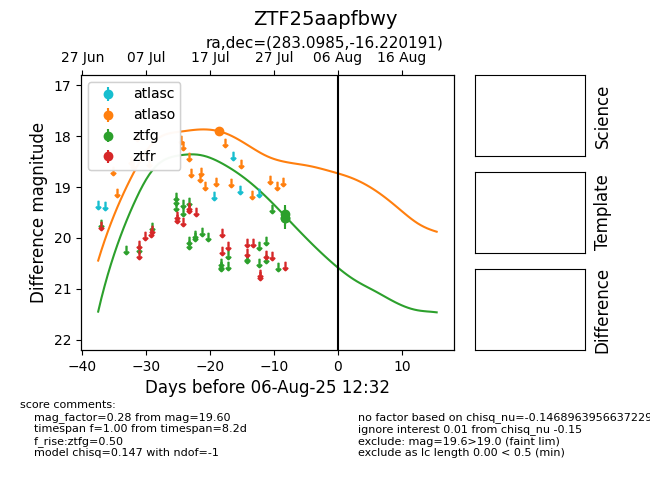 ZTF25aapfbwy
ra,dec=(283.0985,-16.220191)
27 Jun 07 Jul 17 Jul 27 Jul 06 Aug 16 Aug
atlasc
atlaso
ztfg
ztfr
17
18
19
20
21
22
Difference magnitude
−40 −30 −20 −10 0 10
Days before 06-Aug-25 12:32
Science
Template
Difference
score comments:
mag_factor=0.28 from mag=19.60
timespan f=1.00 from timespan=8.2d
f_rise:ztfg=0.50
model chisq=0.147 with ndof=-1
no factor based on chisq_nu=-0.1468963956637229
ignore interest 0.01 from chisq_nu -0.15
exclude: mag=19.6>19.0 (faint lim)
exclude as lc length 0.00 < 0.5 (min)